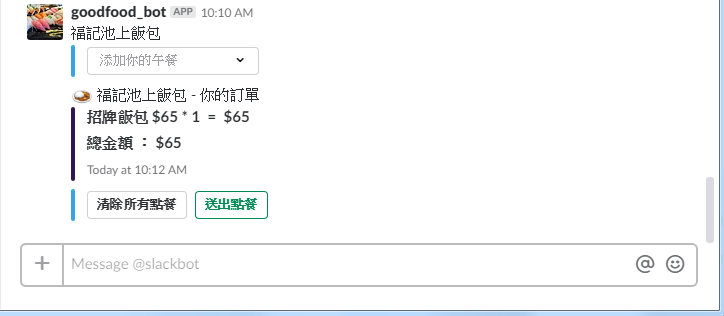 goodfood_bot APP 10:10 AM
福記池上飯包
添加你的午餐
福記池上飯包 - 你的訂單
招牌飯包 $65 * 1 = $65
總金額 ： $65
Today at 10:12 AM
清除所有點餐 送出點餐
Message @slackbot